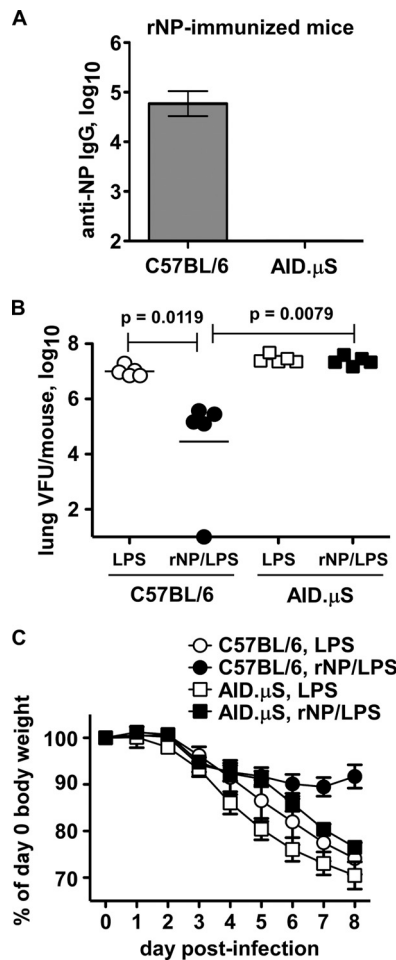 A
rNP-immunized mice
anti-NP IgG, log10
6
5
4
3
2
C57BL/6 AID.μS
B
p = 0.0119 p = 0.0079
lung VFU/mouse, log10
8
6
4
2
LPS rNP/LPS LPS rNP/LPS
C57BL/6 AID.μS
C
C57BL/6, LPS
C57BL/6, rNP/LPS
AID.μS, LPS
AID.μS, rNP/LPS
% of day 0 body weight
100
90
80
70
0 1 2 3 4 5 6 7 8
day post-infection